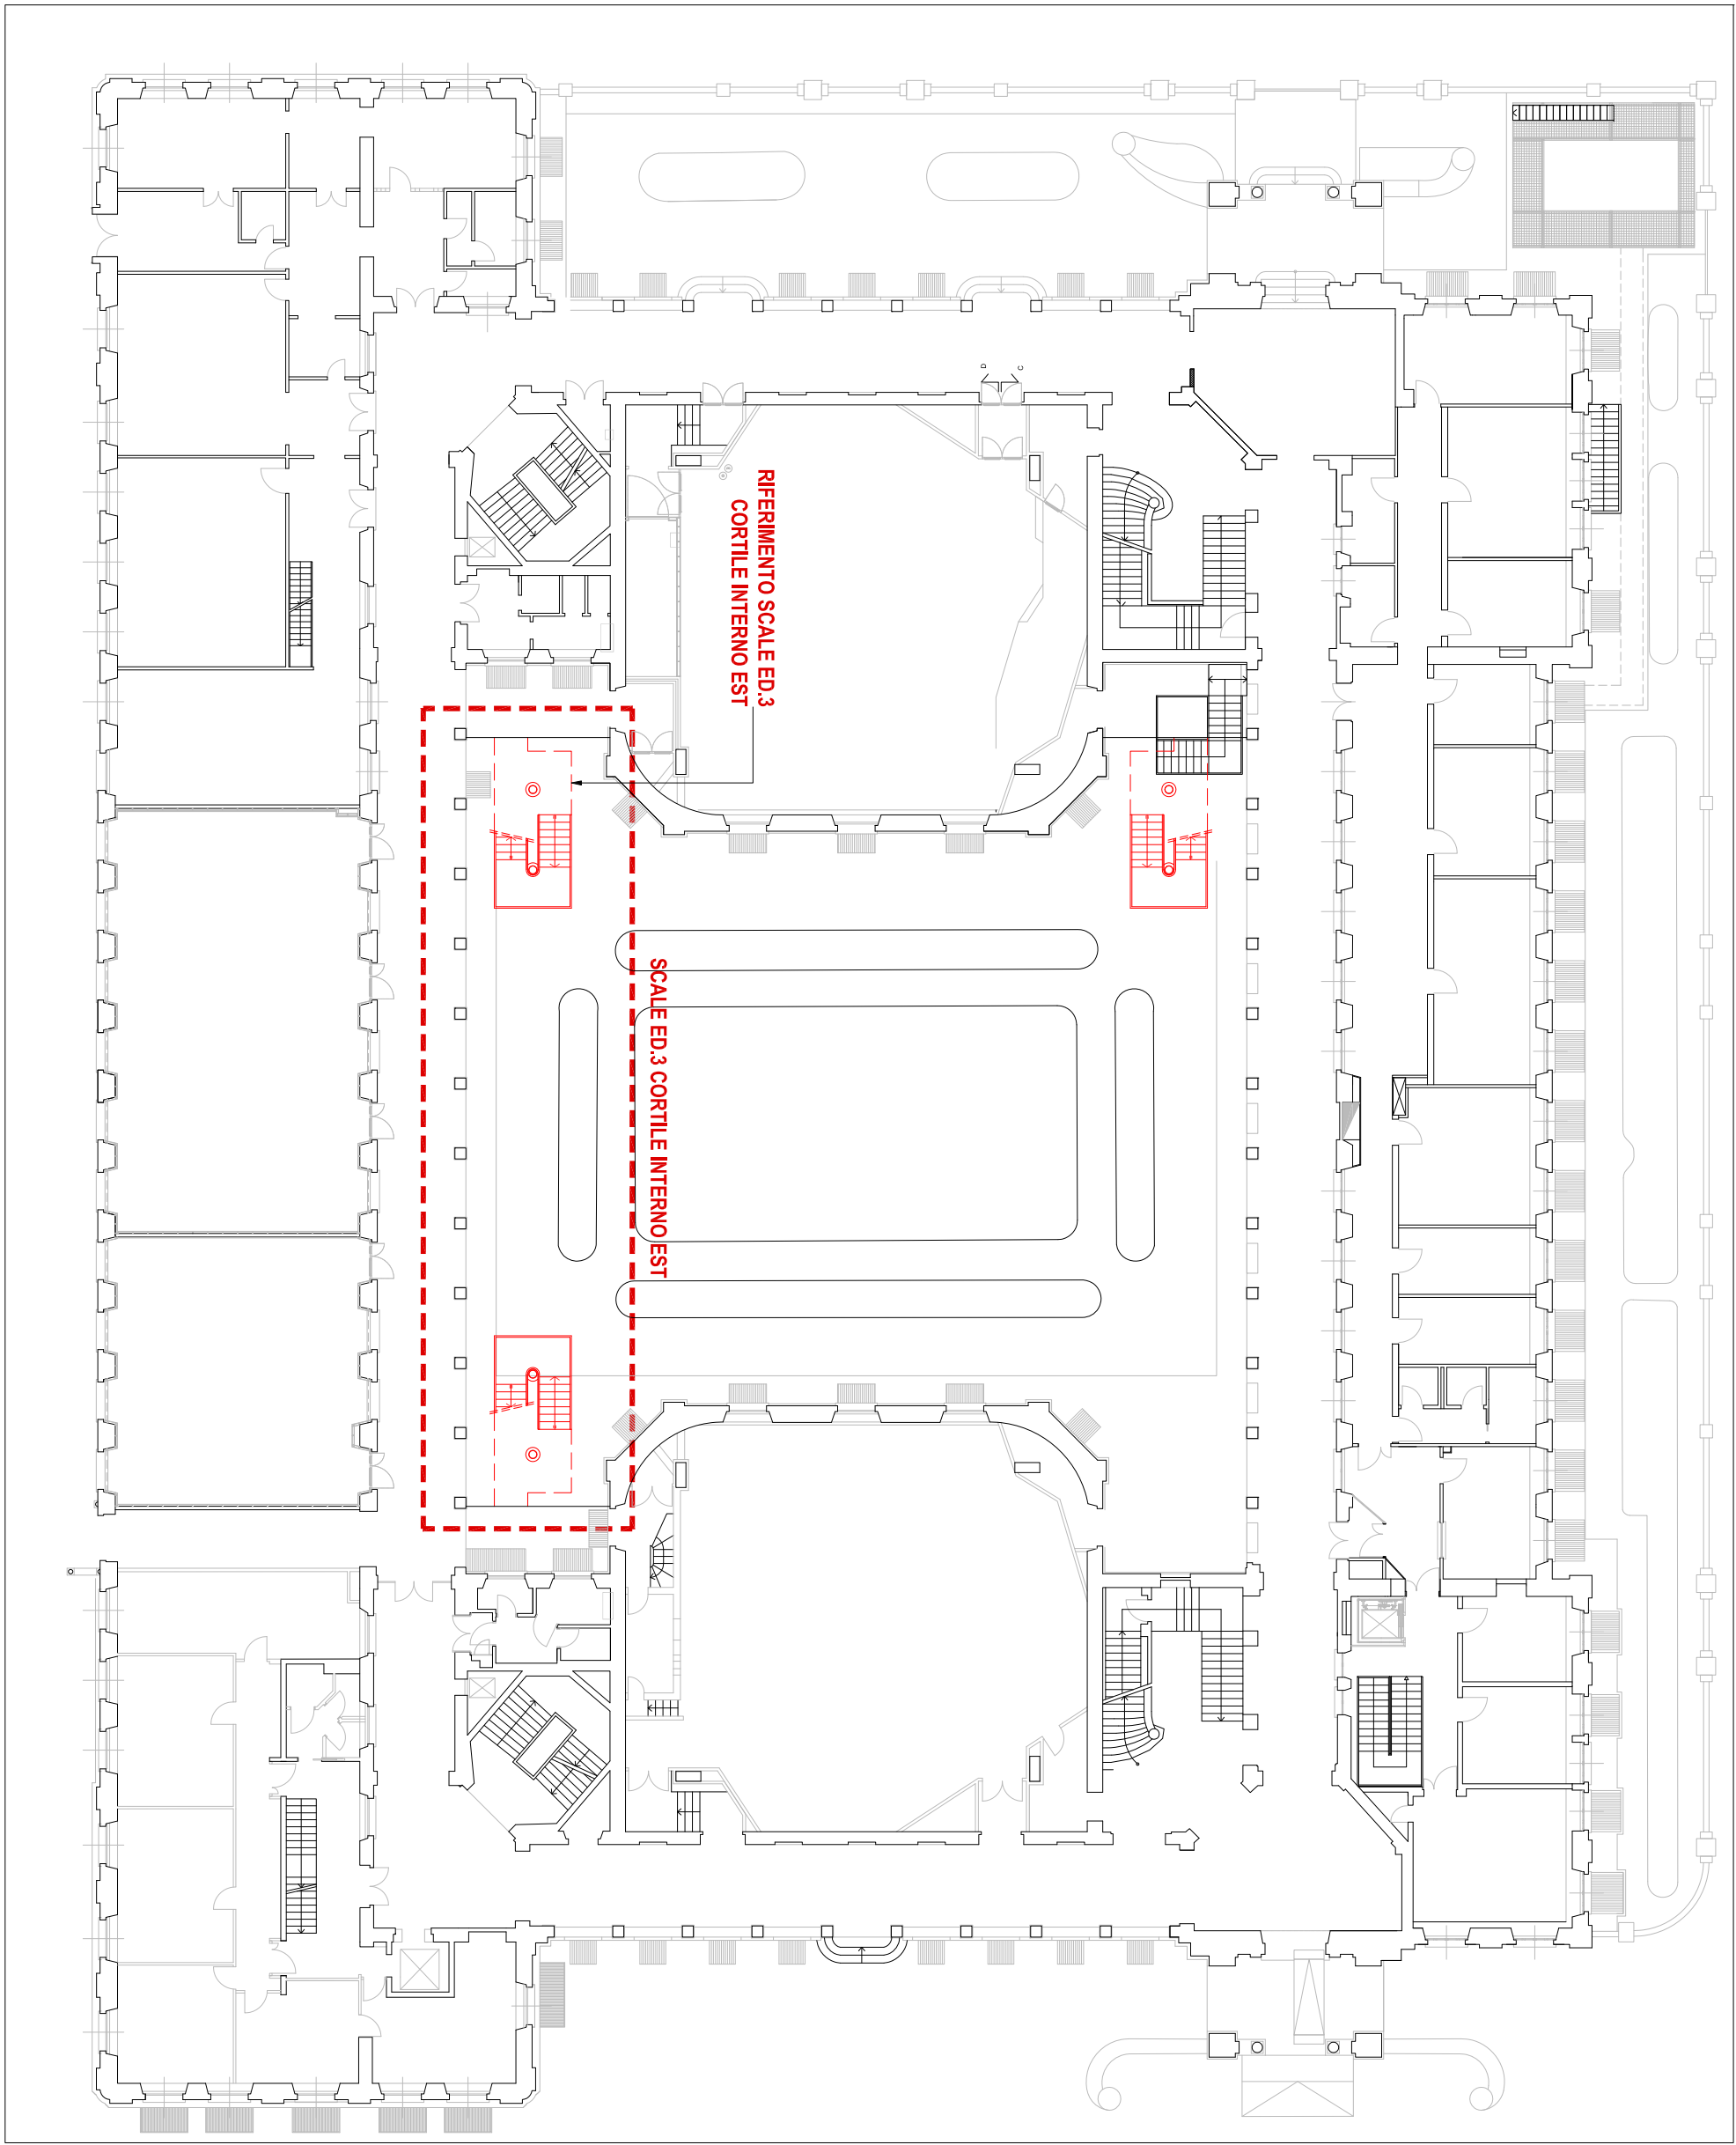 D
C
RIFERIMENTO SCALE ED.3
CORTILE INTERNO EST
SCALE ED.3 CORTILE INTERNO EST